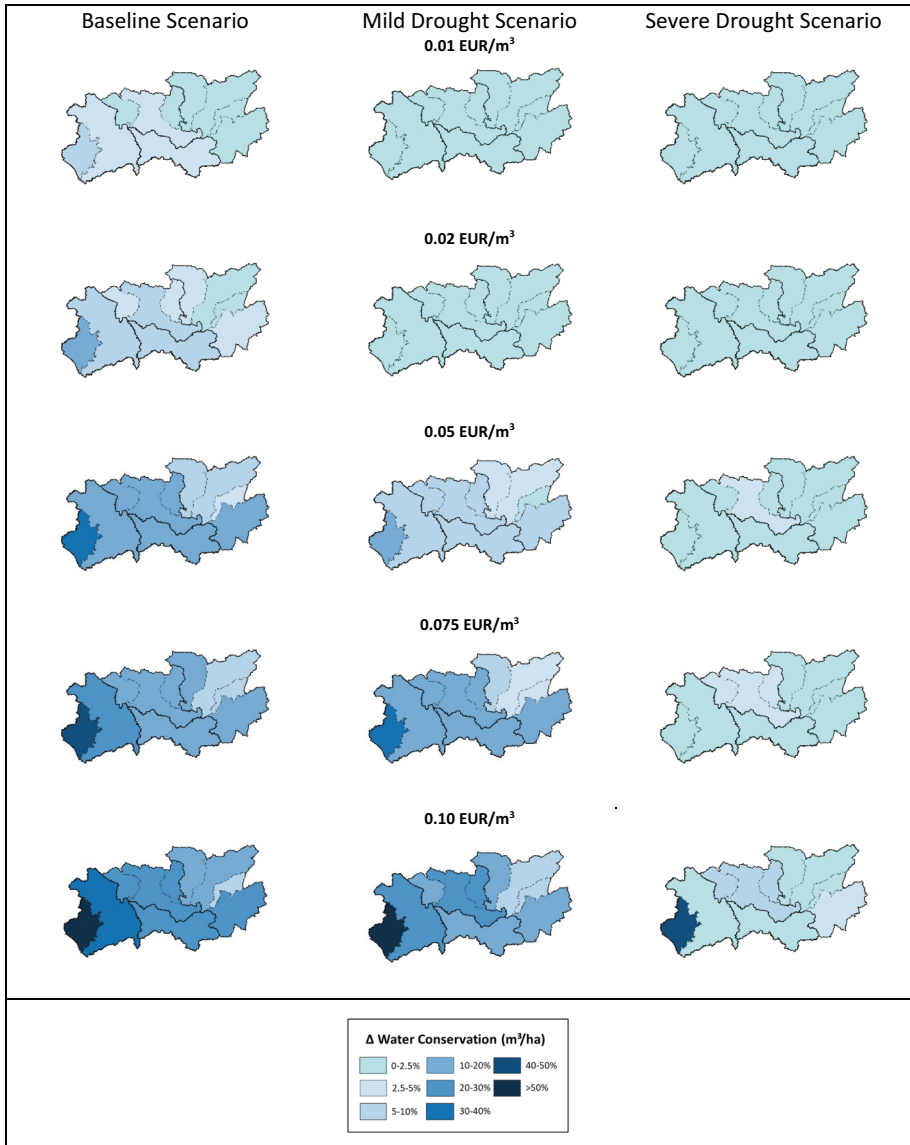 Baseline Scenario Mild Drought Scenario Severe Drought Scenario
0.01 EUR/m³
0.02 EUR/m³
0.05 EUR/m³
0.075 EUR/m³
0.10 EUR/m³
Δ Water Conservation (m³/ha)
0-2.5% 10-20% 40-50%
2.5-5% 20-30% >50%
5-10% 30-40%